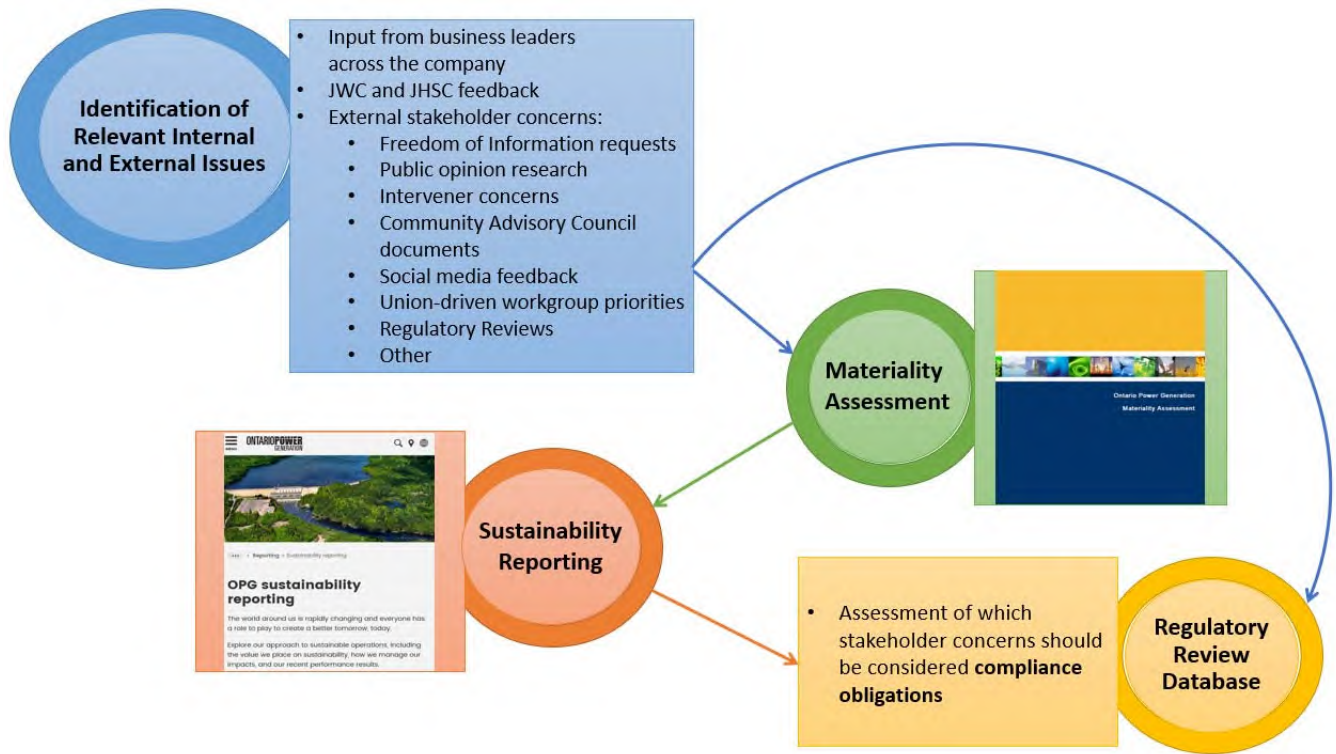 Identification of
Relevant Internal
and External Issues
• Input from business leaders
across the company
• JWC and JHSC feedback
• External stakeholder concerns:
• Freedom of Information requests
• Public opinion research
• Intervener concerns
• Community Advisory Council
documents
• Social media feedback
• Union-driven workgroup priorities
• Regulatory Reviews
• Other
Materiality
Assessment
Ontario Power Generation
Materiality Assessment
ONTARIOPOWER
GENERATION
Reporting > Sustainability reporting
OPG sustainability
reporting
The world around us is rapidly changing and everyone has
a role to play to create a better tomorrow, today.
Explore our approach to sustainable operations, including
the value we place on sustainability, how we manage our
impacts, and our recent performance results.
Sustainability
Reporting
• Assessment of which
stakeholder concerns should
be considered compliance
obligations
Regulatory
Review
Database